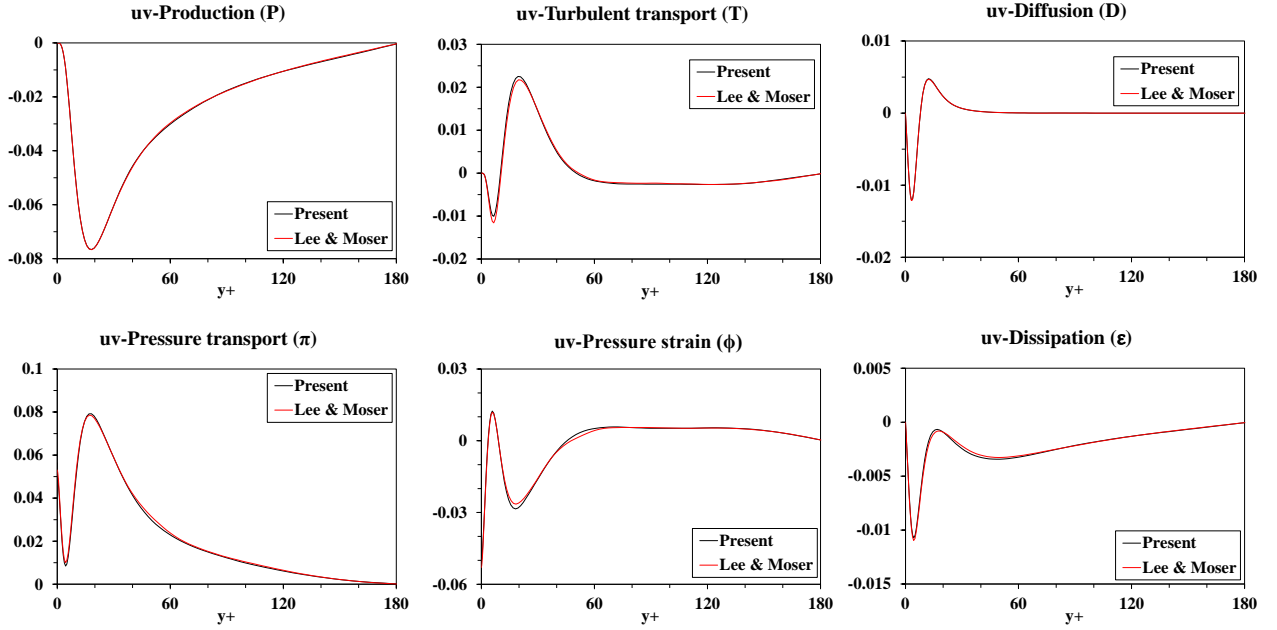 uv-Production (P)
0
-0.02
-0.04
-0.06
-0.08
Present
Lee & Moser
0 60 120 180
y+
uv-Turbulent transport (T)
0.03
0.02
0.01
0
-0.01
-0.02
Present
Lee & Moser
0 60 120 180
y+
uv-Diffusion (D)
0.01
0
-0.01
-0.02
Present
Lee & Moser
0 60 120 180
y+
uv-Pressure transport (π)
0.1
0.08
0.06
0.04
0.02
0
Present
Lee & Moser
0 60 120 180
y+
uv-Pressure strain (ϕ)
0.03
0
-0.03
-0.06
Present
Lee & Moser
0 60 120 180
y+
uv-Dissipation (ε)
0.005
0
-0.005
-0.01
-0.015
Present
Lee & Moser
0 60 120 180
y+